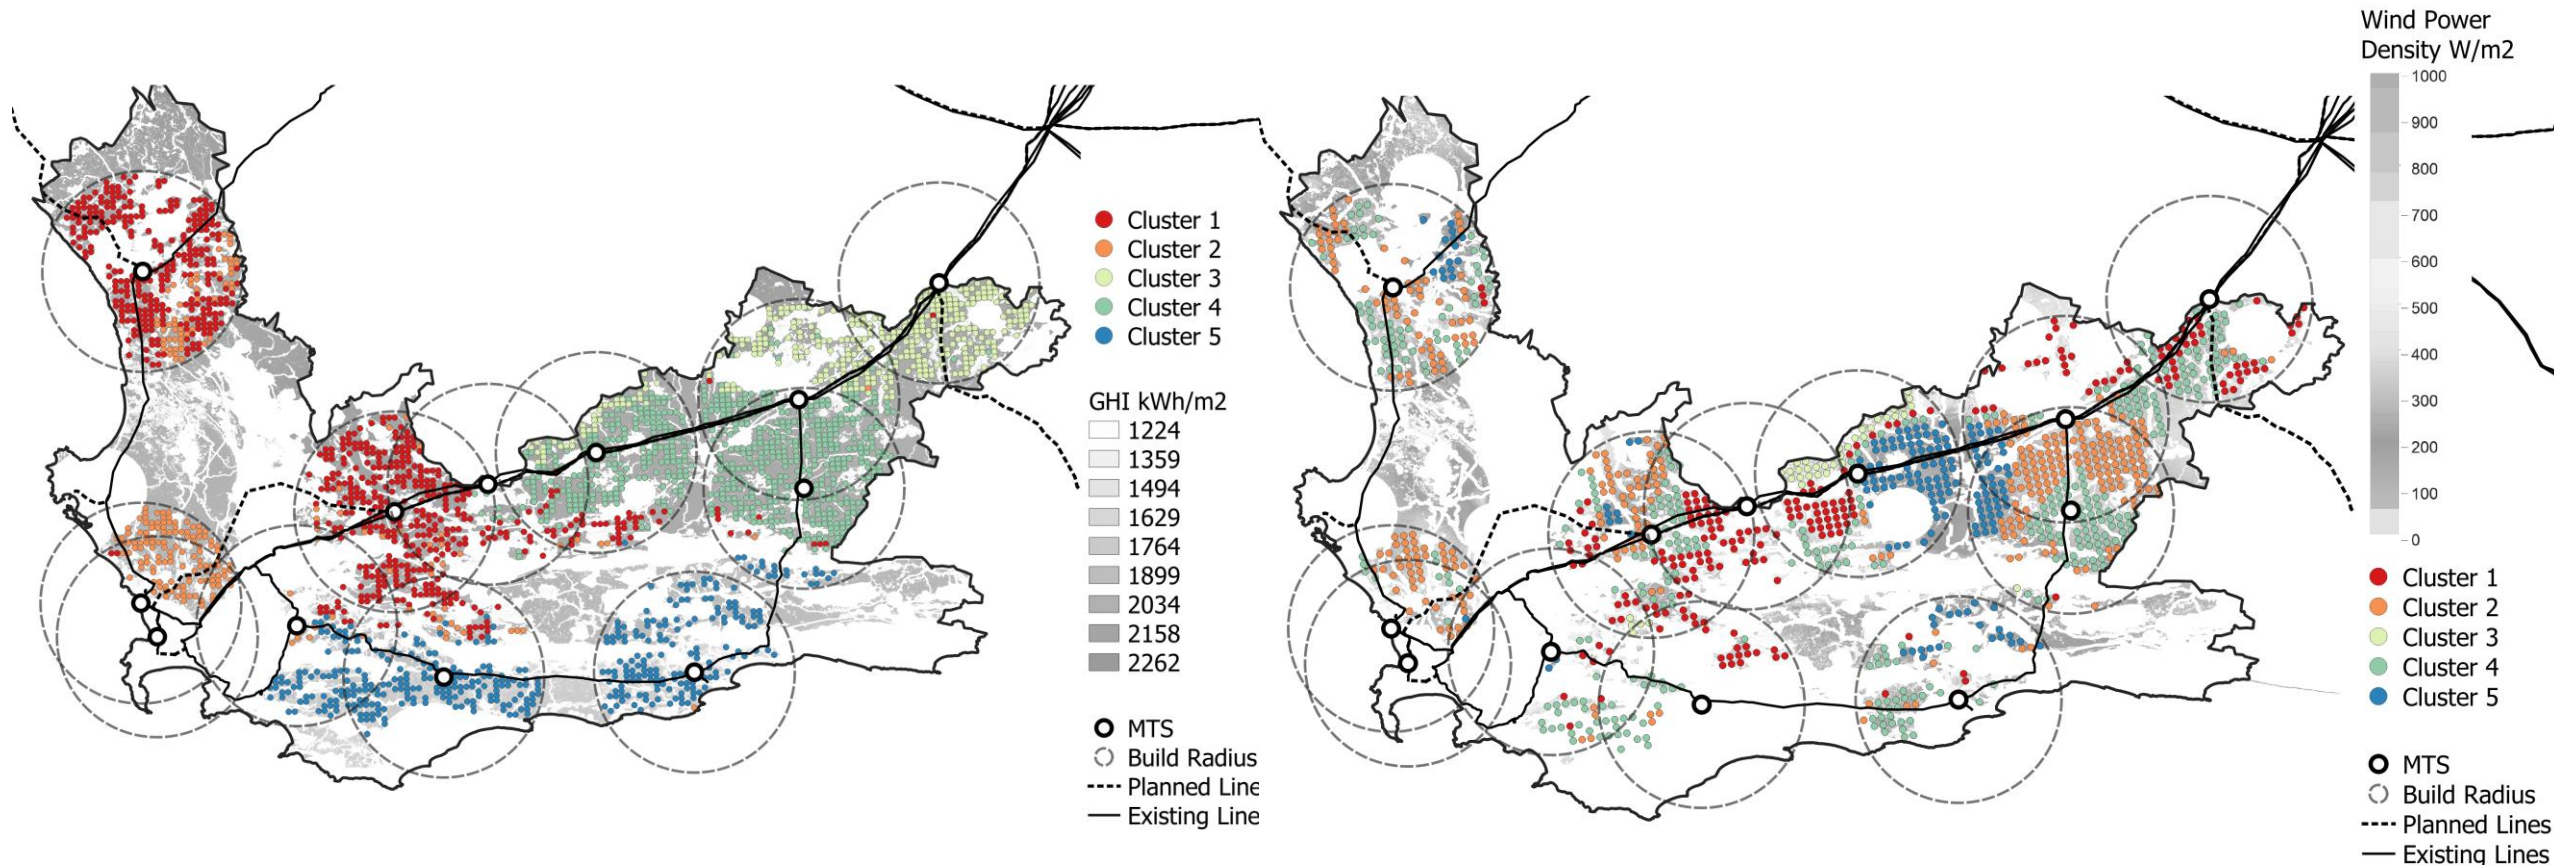 Cluster 1
Cluster 2
Cluster 3
Cluster 4
Cluster 5
GHI kWh/m2
1224
1359
1494
1629
1764
1899
2034
2158
2262
MTS
Build Radius
Planned Line
Existing Line
Wind Power
Density W/m2
1000
900
800
700
600
500
400
300
200
100
0
Cluster 1
Cluster 2
Cluster 3
Cluster 4
Cluster 5
MTS
Build Radius
Planned Lines
Existing Lines